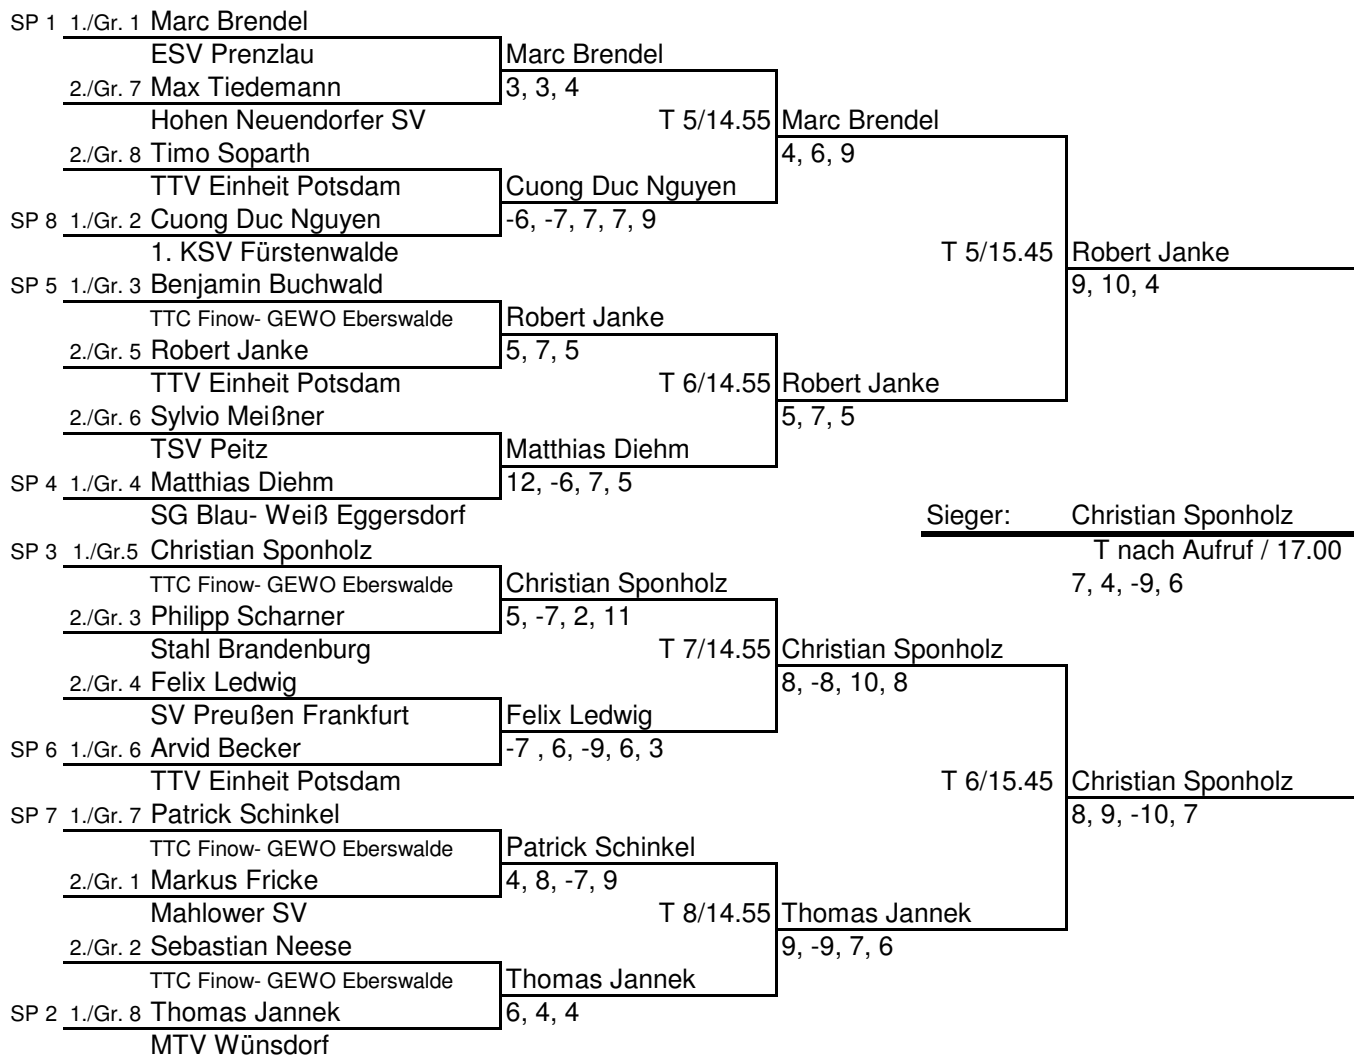 SP 1 1./Gr. 1 Marc Brendel
ESV Prenzlau Marc Brendel
2./Gr. 7 Max Tiedemann 3, 3, 4
Hohen Neuendorfer SV T 5/14.55 Marc Brendel
2./Gr. 8 Timo Soparth 4, 6, 9
TTV Einheit Potsdam Cuong Duc Nguyen
SP 8 1./Gr. 2 Cuong Duc Nguyen -6, -7, 7, 7, 9
1. KSV Fürstenwalde T 5/15.45 Robert Janke
SP 5 1./Gr. 3 Benjamin Buchwald 9, 10, 4
TTC Finow- GEWO Eberswalde Robert Janke
2./Gr. 5 Robert Janke 5, 7, 5
TTV Einheit Potsdam T 6/14.55 Robert Janke
2./Gr. 6 Sylvio Meißner 5, 7, 5
TSV Peitz Matthias Diehm
SP 4 1./Gr. 4 Matthias Diehm 12, -6, 7, 5
SG Blau- Weiß Eggersdorf Sieger: Christian Sponholz
SP 3 1./Gr.5 Christian Sponholz T nach Aufruf / 17.00
TTC Finow- GEWO Eberswalde Christian Sponholz 7, 4, -9, 6
2./Gr. 3 Philipp Scharner 5, -7, 2, 11
Stahl Brandenburg T 7/14.55 Christian Sponholz
2./Gr. 4 Felix Ledwig 8, -8, 10, 8
SV Preußen Frankfurt Felix Ledwig
SP 6 1./Gr. 6 Arvid Becker -7 , 6, -9, 6, 3
TTV Einheit Potsdam T 6/15.45 Christian Sponholz
SP 7 1./Gr. 7 Patrick Schinkel 8, 9, -10, 7
TTC Finow- GEWO Eberswalde Patrick Schinkel
2./Gr. 1 Markus Fricke 4, 8, -7, 9
Mahlower SV T 8/14.55 Thomas Jannek
2./Gr. 2 Sebastian Neese 9, -9, 7, 6
TTC Finow- GEWO Eberswalde Thomas Jannek
SP 2 1./Gr. 8 Thomas Jannek 6, 4, 4
MTV Wünsdorf